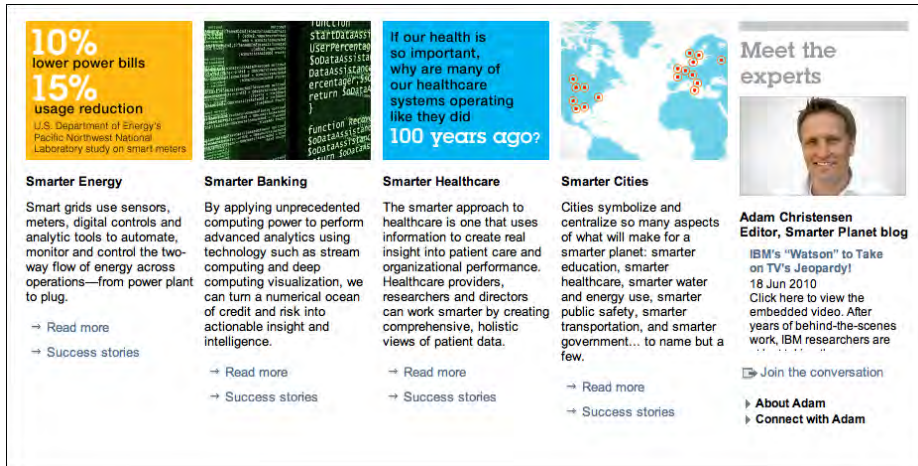 10%
lower power bills
15%
usage reduction
U.S. Department of Energy's
Pacific Northwest National
Laboratory study on smart meters
Smarter Energy
Smart grids use sensors,
meters, digital controls and
analytic tools to automate,
monitor and control the two-
way flow of energy across
operations—from power plant
to plug.
→ Read more
→ Success stories
function
startDataAssis
UserPercentag
$oDataAssista
DataAssistanc
ercentage
return $oData
}
function Recon
$oDataAssistanc
Smarter Banking
By applying unprecedented
computing power to perform
advanced analytics using
technology such as stream
computing and deep
computing visualization, we
can turn a numerical ocean
of credit and risk into
actionable insight and
intelligence.
→ Read more
→ Success stories
If our health is
so important,
why are many of
our healthcare
systems operating
like they did
100 years ago?
Smarter Healthcare
The smarter approach to
healthcare is one that uses
information to create real
insight into patient care and
organizational performance.
Healthcare providers,
researchers and directors
can work smarter by creating
comprehensive, holistic
views of patient data.
→ Read more
→ Success stories
Smarter Cities
Cities symbolize and
centralize so many aspects
of what will make for a
smarter planet: smarter
education, smarter
healthcare, smarter water
and energy use, smarter
public safety, smarter
transportation, and smarter
government... to name but a
few.
→ Read more
→ Success stories
Meet the
experts
Adam Christensen
Editor, Smarter Planet blog
IBM's "Watson" to Take
on TV's Jeopardy!
18 Jun 2010
Click here to view the
embedded video. After
years of behind-the-scenes
work, IBM researchers are
Join the conversation
About Adam
Connect with Adam